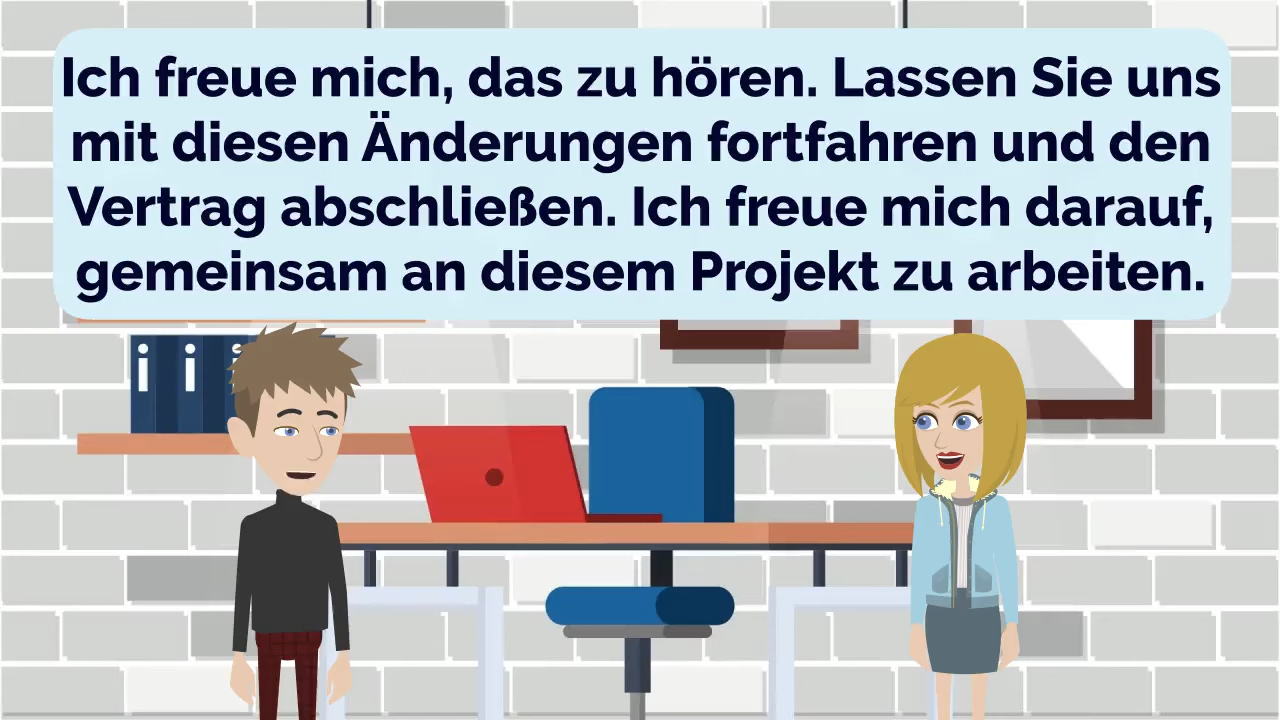 Ich freue mich, das zu hören. Lassen Sie uns
mit diesen Änderungen fortfahren und den
Vertrag abschließen. Ich freue mich darauf,
gemeinsam an diesem Projekt zu arbeiten.